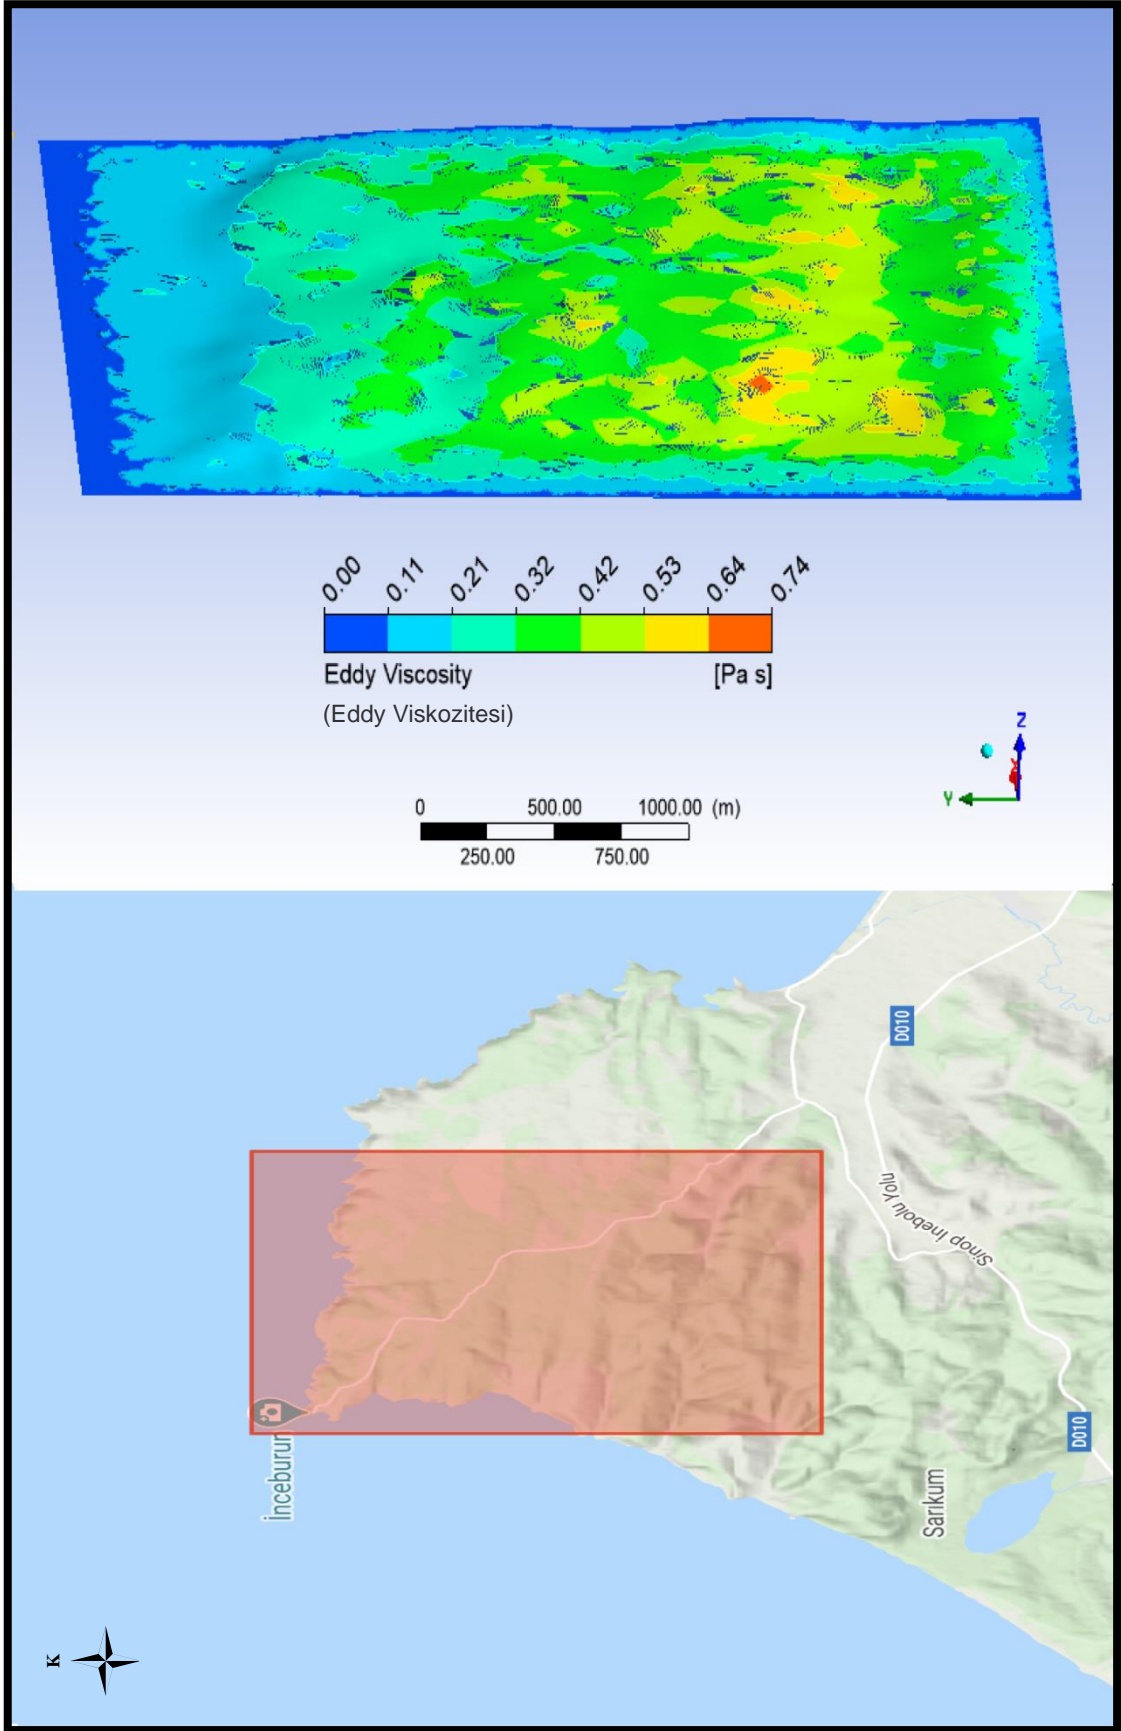 0.00 0.11 0.21 0.32 0.42 0.53 0.64 0.74
Eddy Viscosity [Pa s]
(Eddy Viskozitesi)
Z
X
Y
0 500.00 1000.00 (m)
250.00 750.00
D010
Sinop İnebolu Yolu
İnceburun
D010
Sarıkum
K